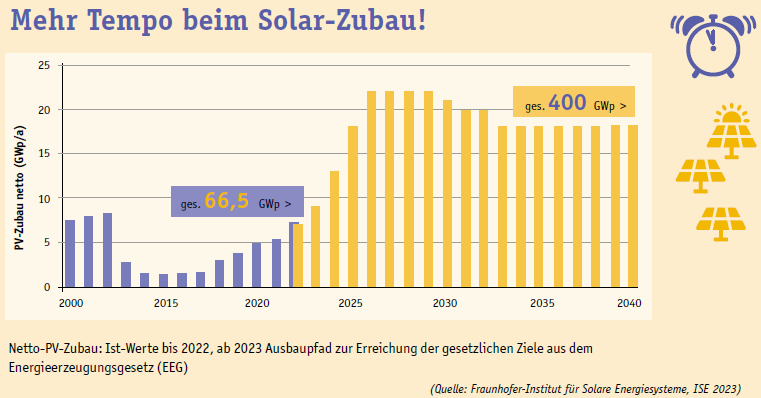 Mehr Tempo beim Solar-Zubau!
PV-Zubau netto (GWp/a)
25
20
15
10
5
0
ges. 66,5 GWp >
ges. 400 GWp >
2000
2015
2020
2025
2030
2035
2040
Netto-PV-Zubau: Ist-Werte bis 2022, ab 2023 Ausbaupfad zur Erreichung der gesetzlichen Ziele aus dem
Energieerzeugungsgesetz (EEG)
(Quelle: Fraunhofer-Institut für Solare Energiesysteme, ISE 2023)